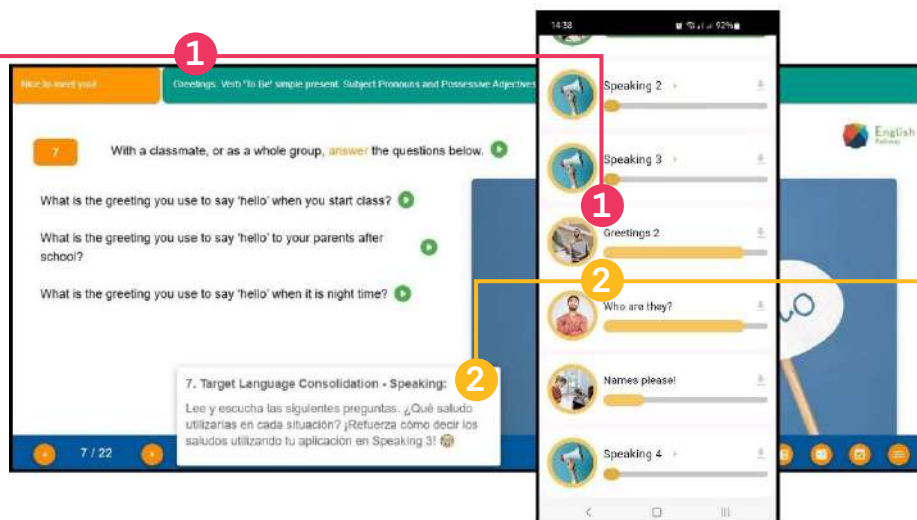 1
Nice to meet you!
Greetings. Verb 'To Be' simple present. Subject Pronouns and Possessive Adjectives
English
Pathway
7
With a classmate, or as a whole group, answer the questions below.
What is the greeting you use to say 'hello' when you start class?
What is the greeting you use to say 'hello' to your parents after
school?
What is the greeting you use to say 'hello' when it is night time?
2
7. Target Language Consolidation - Speaking:
Lee y escucha las siguientes preguntas. ¿Qué saludo
utilizarías en cada situación? ¡Refuerza cómo decir los
saludos utilizando tu aplicación en Speaking 3!
7 / 22
14:38
92%
Speaking 2
Speaking 3
1
Greetings 2
2
Who are they?
Names please!
Speaking 4